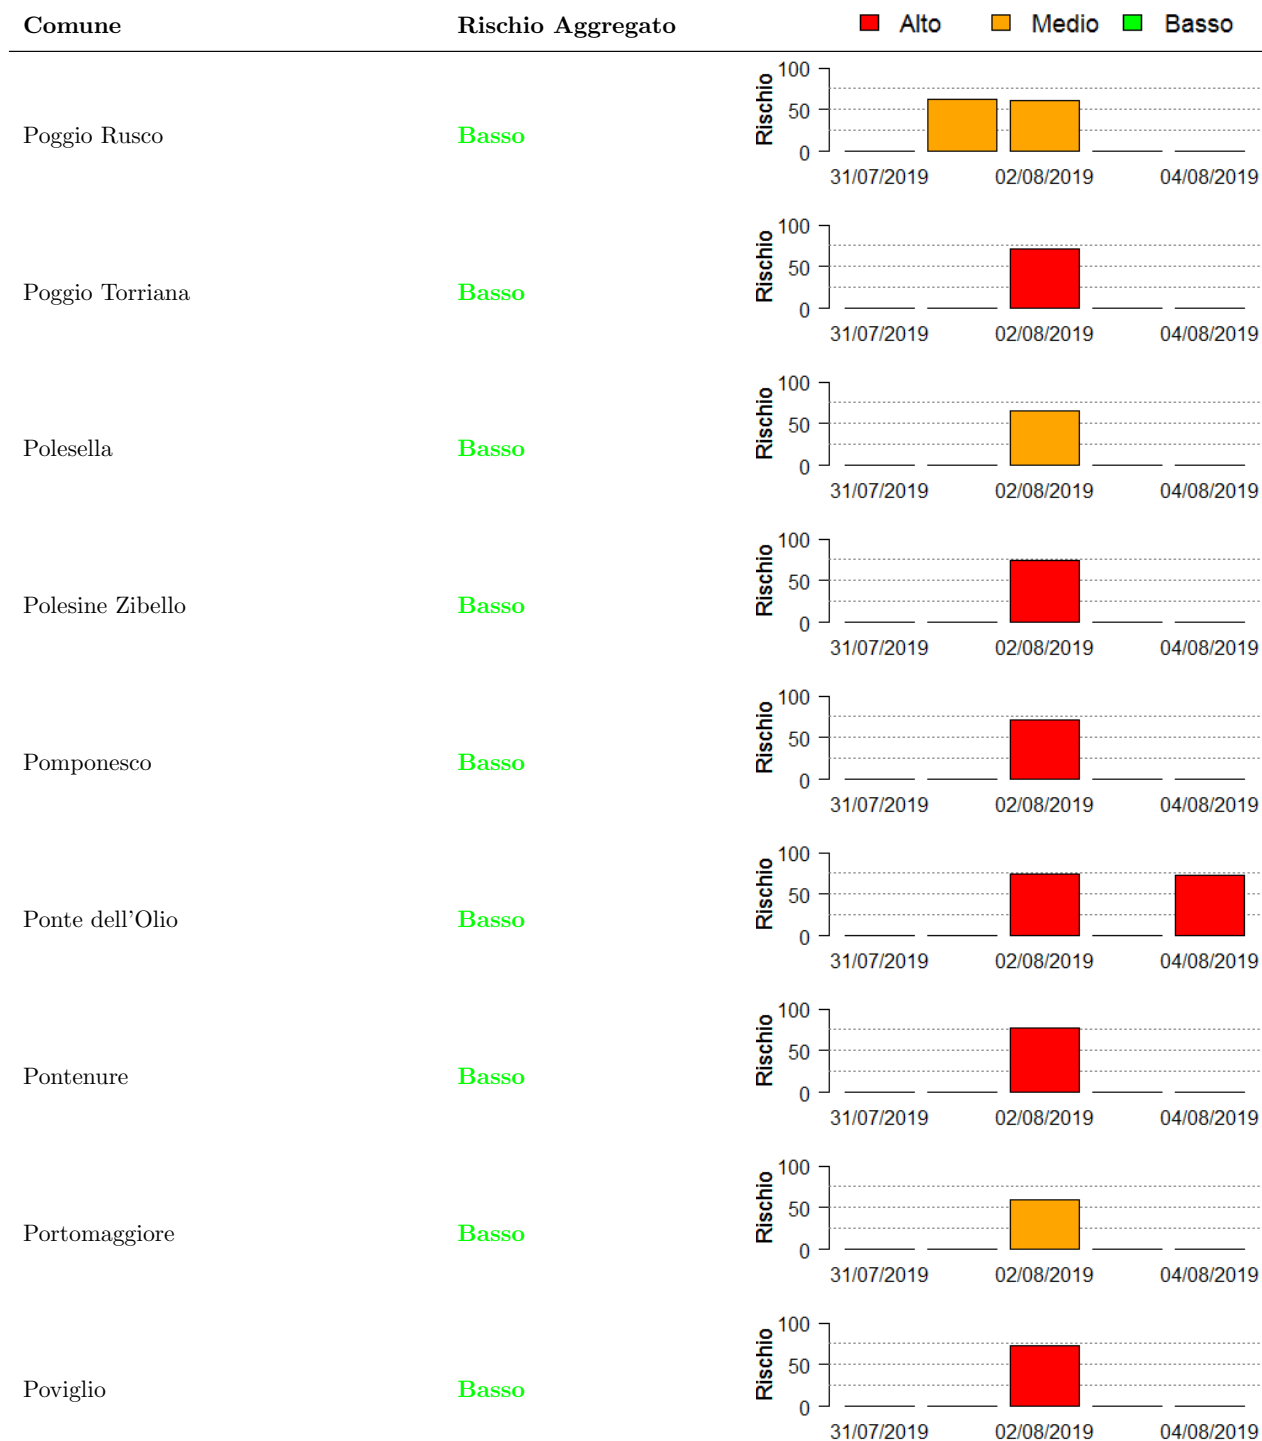 Comune Rischio Aggregato Alto Medio Basso
100
50
0
Rischio
Poggio Rusco Basso
31/07/2019 02/08/2019 04/08/2019
100
50
0
Rischio
Poggio Torriana Basso
31/07/2019 02/08/2019 04/08/2019
100
50
0
Rischio
Polesella Basso
31/07/2019 02/08/2019 04/08/2019
100
50
0
Rischio
Polesine Zibello Basso
31/07/2019 02/08/2019 04/08/2019
100
50
0
Rischio
Pomponesco Basso
31/07/2019 02/08/2019 04/08/2019
100
50
0
Rischio
Ponte dell'Olio Basso
31/07/2019 02/08/2019 04/08/2019
100
50
0
Rischio
Pontenure Basso
31/07/2019 02/08/2019 04/08/2019
100
50
0
Rischio
Portomaggiore Basso
31/07/2019 02/08/2019 04/08/2019
100
50
0
Rischio
Poviglio Basso
31/07/2019 02/08/2019 04/08/2019